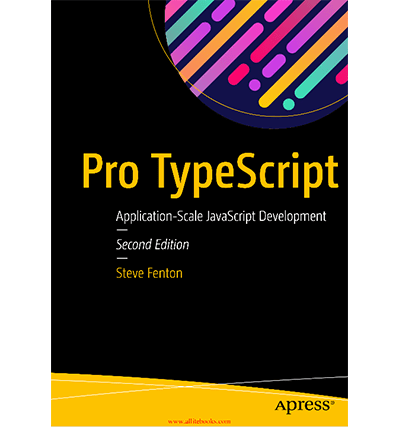 Pro TypeScript
Application-Scale JavaScript Development
Second Edition
Steve Fenton
Apress®
www.allitebooks.com